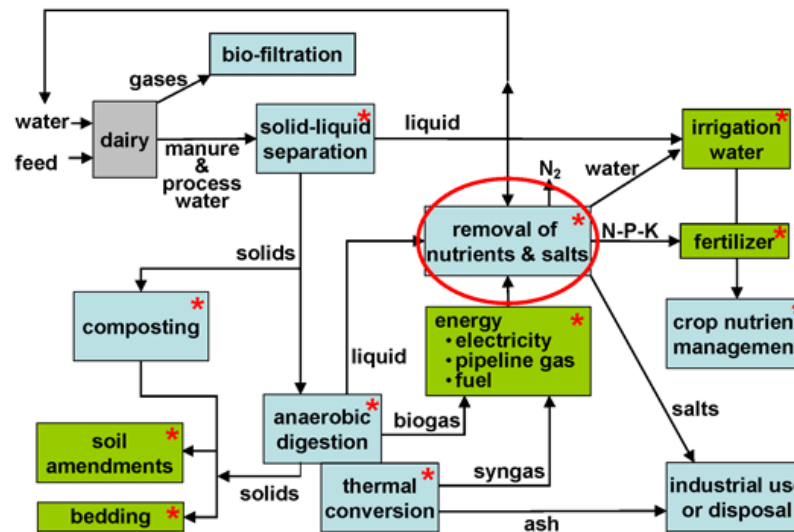 bio-filtration
gases
water
feed
dairy
manure
&
process
water
solid-liquid
separation
*
liquid
irrigation
water
*
water
N2
removal of
nutrients & salts
*
N-P-K
fertilizer
*
solids
composting
*
energy
• electricity
• pipeline gas
• fuel
*
crop nutrien
managemen
liquid
salts
anaerobic
digestion
*
biogas
soil
amendments
*
solids
thermal
conversion
*
syngas
ash
industrial use
or disposal
bedding
*